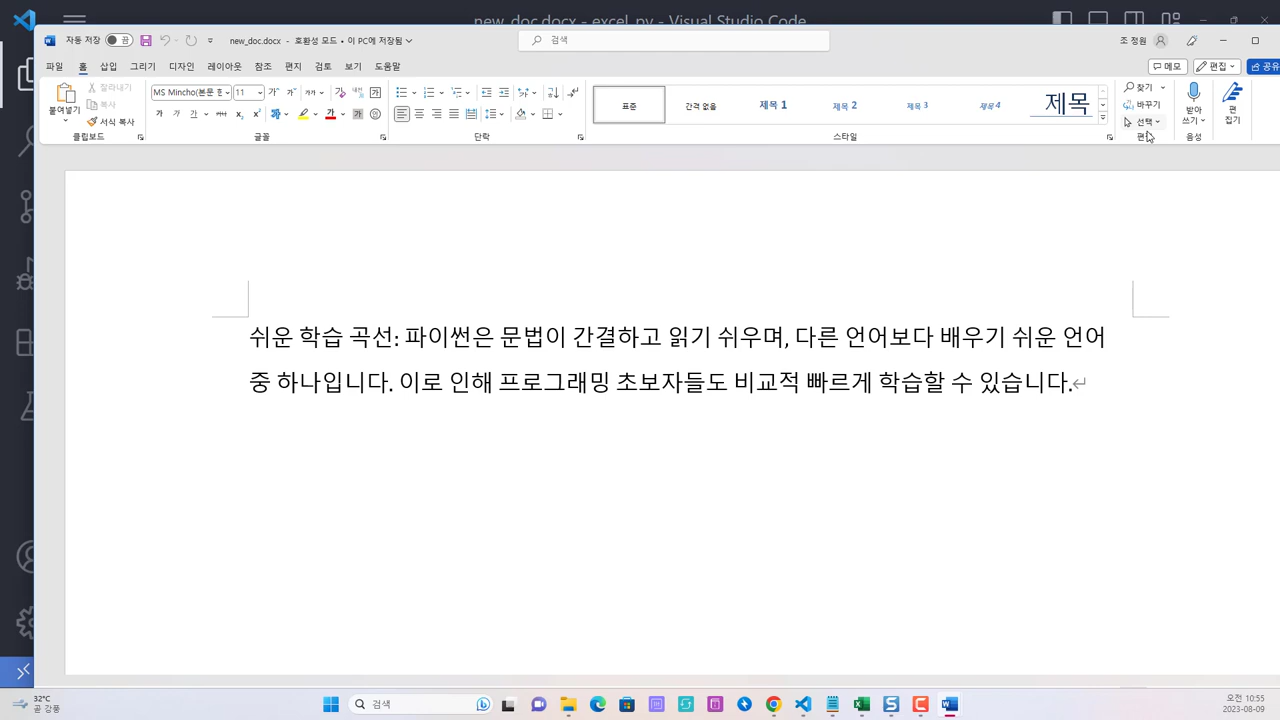 new_doc.docx - excel_py - Visual Studio Code
자동 저장 끔 new_doc.docx - 호환성 모드 • 이 PC에 저장됨 검색 조 정원
파일 홈 삽입 그리기 디자인 레이아웃 참조 편지 검토 보기 도움말 메모 편집 공유
붙여넣기 잘라내기 복사 서식 복사 클립보드
MS Mincho(본문 한 11 글꼴
단락
표준 간격 없음 제목 1 제목 2 제목 3 제목 4 제목 스타일
찾기 바꾸기 선택
받아 쓰기 음성
편 집기
쉬운 학습 곡선: 파이썬은 문법이 간결하고 읽기 쉬우며, 다른 언어보다 배우기 쉬운 언어
중 하나입니다. 이로 인해 프로그래밍 초보자들도 비교적 빠르게 학습할 수 있습니다.
32°C
곧 강풍
검색
오전 10:55
2023-08-09